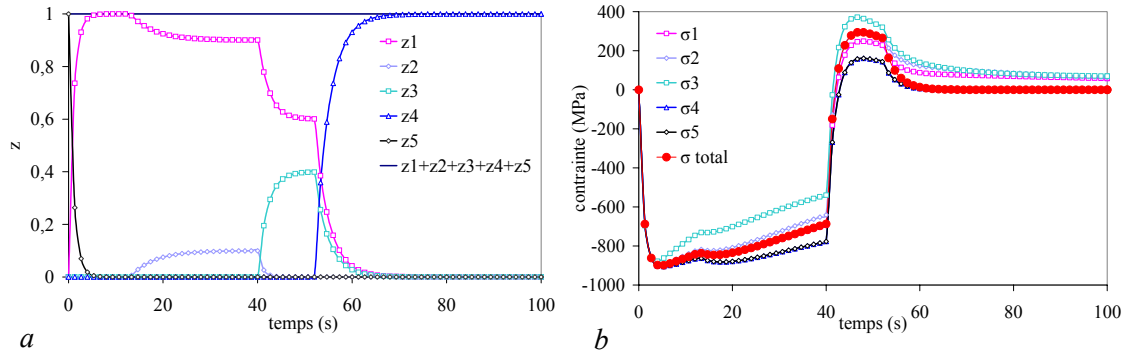 1
0,8
0,6
0,4
0,2
0
z
0 20 40 60 80 100
temps (s)
z1
z2
z3
z4
z5
z1+z2+z3+z4+z5
a
400
200
0
-200
-400
-600
-800
-1000
contrainte (MPa)
0 20 40 60 80 100
temps (s)
σ1
σ2
σ3
σ4
σ5
σ total
b